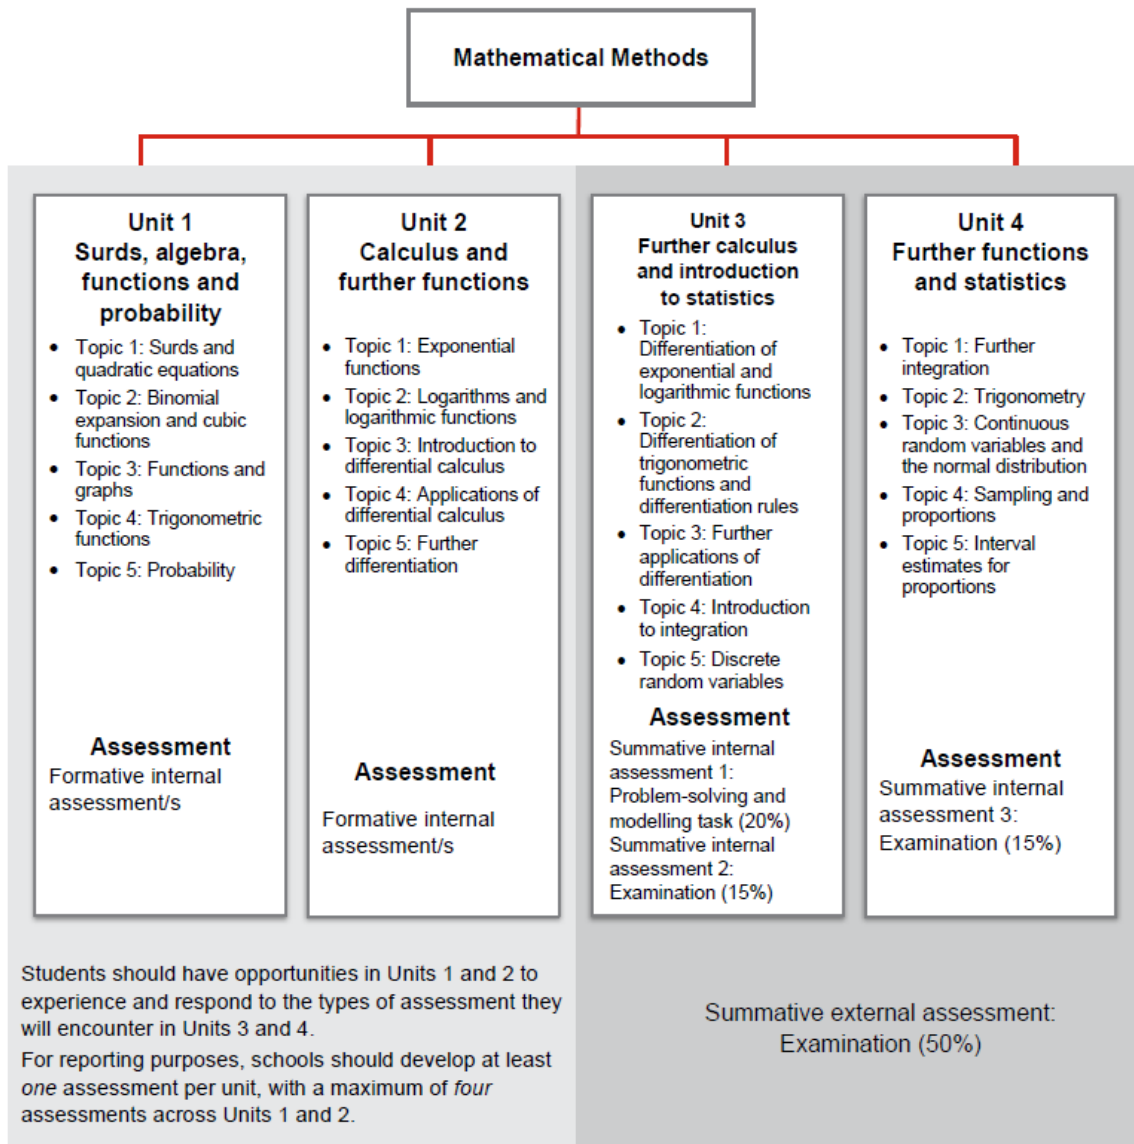 Mathematical Methods
Unit 1
Surds, algebra,
functions and
probability
• Topic 1: Surds and
quadratic equations
• Topic 2: Binomial
expansion and cubic
functions
• Topic 3: Functions and
graphs
• Topic 4: Trigonometric
functions
• Topic 5: Probability
Assessment
Formative internal
assessment/s
Unit 2
Calculus and
further functions
• Topic 1: Exponential
functions
• Topic 2: Logarithms and
logarithmic functions
• Topic 3: Introduction to
differential calculus
• Topic 4: Applications of
differential calculus
• Topic 5: Further
differentiation
Assessment
Formative internal
assessment/s
Unit 3
Further calculus
and introduction
to statistics
• Topic 1:
Differentiation of
exponential and
logarithmic functions
• Topic 2:
Differentiation of
trigonometric
functions and
differentiation rules
• Topic 3: Further
applications of
differentiation
• Topic 4: Introduction
to integration
• Topic 5: Discrete
random variables
Assessment
Summative internal
assessment 1:
Problem-solving and
modelling task (20%)
Summative internal
assessment 2:
Examination (15%)
Unit 4
Further functions
and statistics
• Topic 1: Further
integration
• Topic 2: Trigonometry
• Topic 3: Continuous
random variables and
the normal distribution
• Topic 4: Sampling and
proportions
• Topic 5: Interval
estimates for
proportions
Assessment
Summative internal
assessment 3:
Examination (15%)
Students should have opportunities in Units 1 and 2 to
experience and respond to the types of assessment they
will encounter in Units 3 and 4.
For reporting purposes, schools should develop at least
one assessment per unit, with a maximum of four
assessments across Units 1 and 2.
Summative external assessment:
Examination (50%)